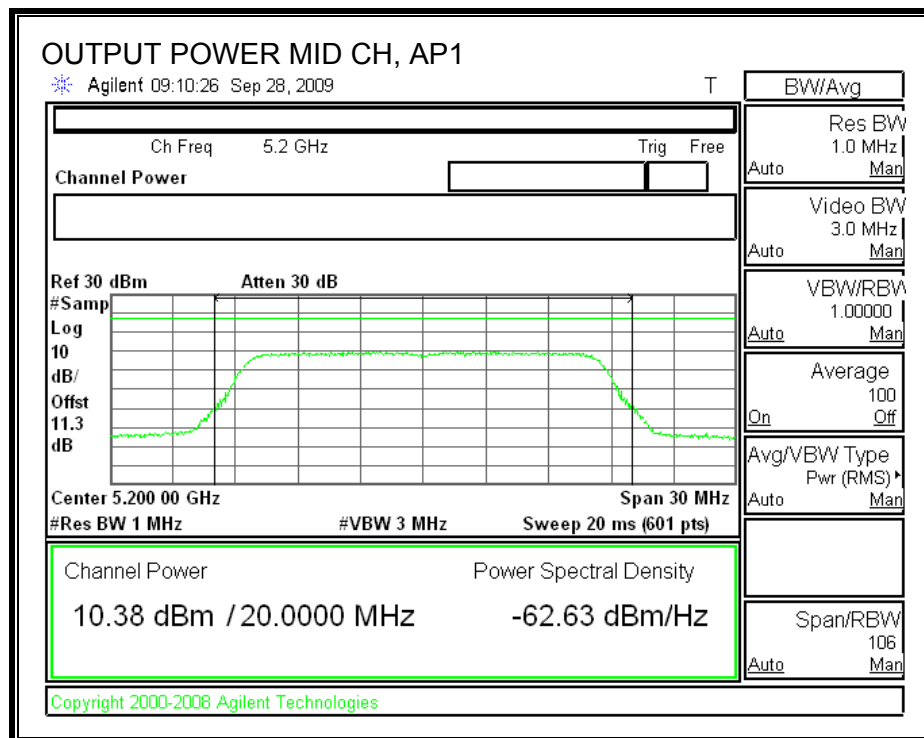 OUTPUT POWER MID CH, AP1
Agilent 09:10:26 Sep 28, 2009 T
BW/Avg
Ch Freq 5.2 GHz Trig Free
Channel Power
Res BW
1.0 MHz
Auto Man
Video BW
3.0 MHz
Auto Man
Ref 30 dBm Atten 30 dB
#Samp
Log
10
dB/
Offst
11.3
dB
VBW/RBW
1.00000
Auto Man
Average
100
On Off
Avg/VBW Type
Pwr (RMS)
Auto Man
Center 5.200 00 GHz Span 30 MHz
#Res BW 1 MHz #VBW 3 MHz Sweep 20 ms (601 pts)
Channel Power Power Spectral Density
10.38 dBm / 20.0000 MHz -62.63 dBm/Hz
Span/RBW
106
Auto Man
Copyright 2000-2008 Agilent Technologies